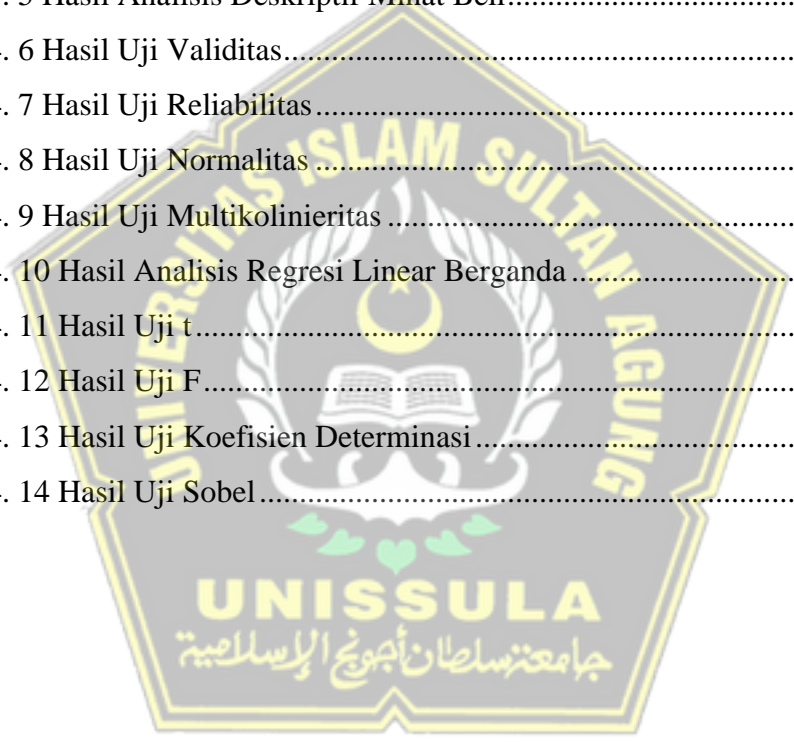 5 Hasil Analisis Deskriptif Minat Beli....................................................
. 6 Hasil Uji Validitas....................................................................
. 7 Hasil Uji Reliabilitas................................................................
. 8 Hasil Uji Normalitas................................................................
. 9 Hasil Uji Multikolinieritas......................................................
. 10 Hasil Analisis Regresi Linear Berganda............................
. 11 Hasil Uji t..............................................................................
. 12 Hasil Uji F.............................................................................
. 13 Hasil Uji Koefisien Determinasi.........................................
. 14 Hasil Uji Sobel.....................................................................
UNIVERSITAS ISLAM SULTAN AGUNG
UNISSULA
جامعة سلطان أجونج الإسلامية